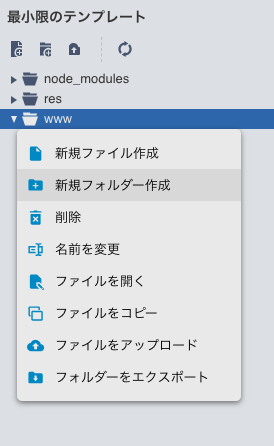 最小限のテンプレート
node_modules
res
www
新規ファイル作成
新規フォルダー作成
削除
名前を変更
ファイルを開く
ファイルをコピー
ファイルをアップロード
フォルダーをエクスポート